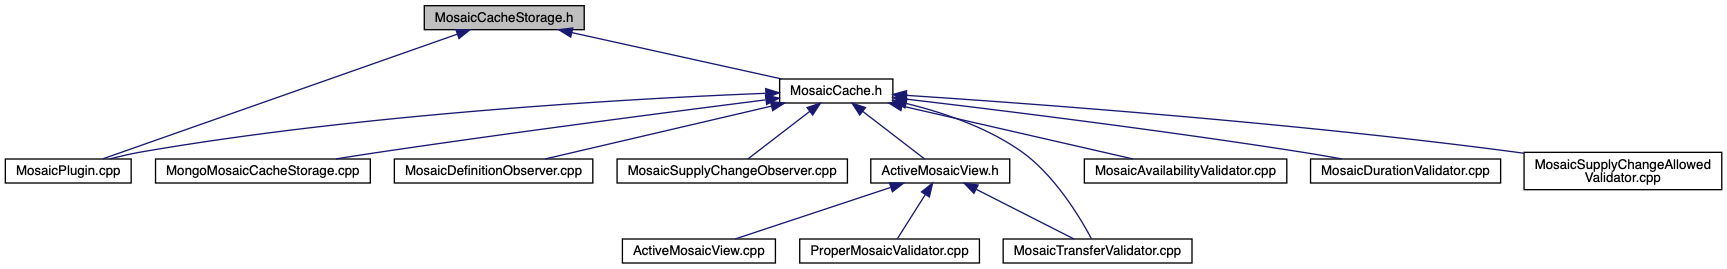 MosaicCacheStorage.h
MosaicCache.h
MosaicPlugin.cpp
MongoMosaicCacheStorage.cpp
MosaicDefinitionObserver.cpp
MosaicSupplyChangeObserver.cpp
ActiveMosaicView.h
MosaicAvailabilityValidator.cpp
MosaicDurationValidator.cpp
MosaicSupplyChangeAllowed
Validator.cpp
ActiveMosaicView.cpp
ProperMosaicValidator.cpp
MosaicTransferValidator.cpp